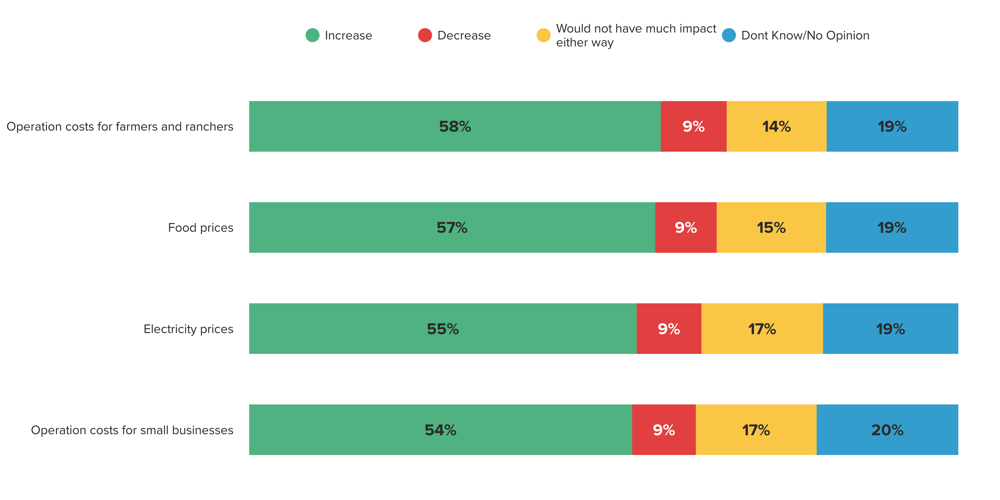 Increase
Decrease
Would not have much impact
either way
Dont Know/No Opinion
Operation costs for farmers and ranchers
58%
9%
14%
19%
Food prices
57%
9%
15%
19%
Electricity prices
55%
9%
17%
19%
Operation costs for small businesses
54%
9%
17%
20%